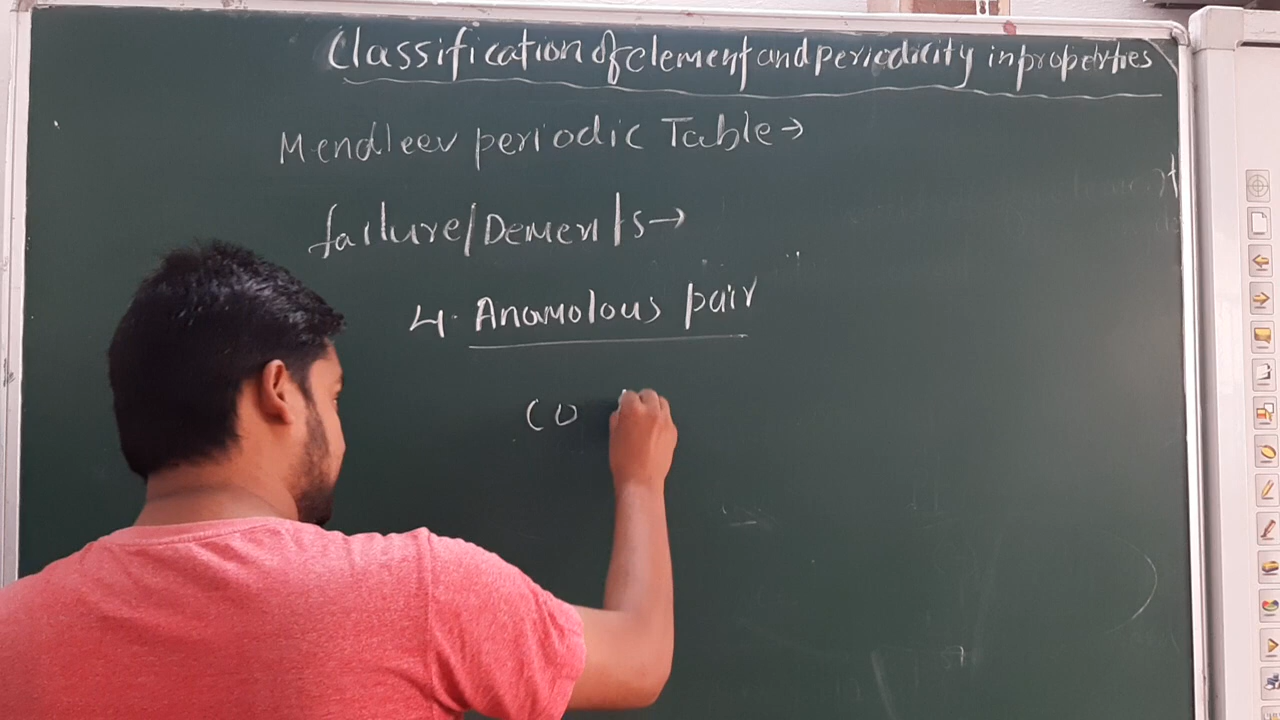 Classification of element and periodicity in properties
Mendleev periodic Table →
failure/Demerits →
4. Anamolous pair
CO